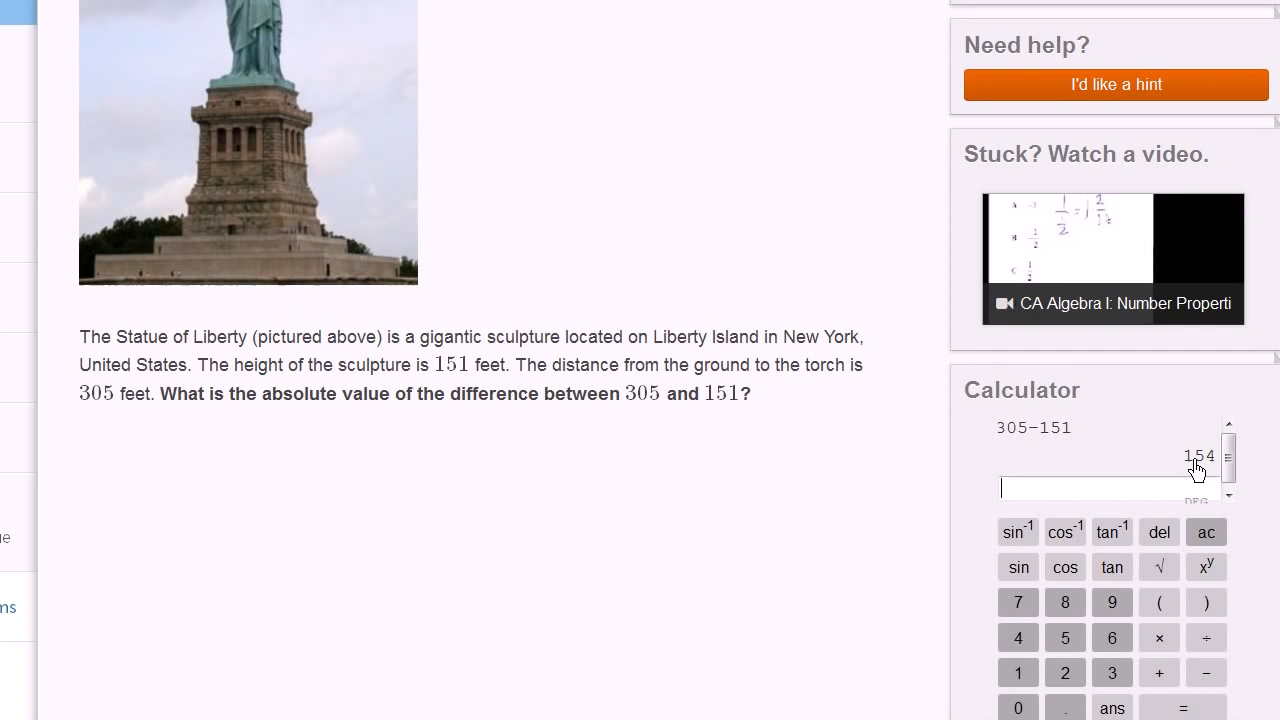 The Statue of Liberty (pictured above) is a gigantic sculpture located on Liberty Island in New York,
United States. The height of the sculpture is 151 feet. The distance from the ground to the torch is
305 feet. What is the absolute value of the difference between 305 and 151?
Need help?
I'd like a hint
Stuck? Watch a video.
CA Algebra I: Number Properti
Calculator
305-151
154
DEG
sin⁻¹ cos⁻¹ tan⁻¹ del ac
sin cos tan √ xʸ
7 8 9 ( )
4 5 6 × ÷
1 2 3 + −
0 . ans =